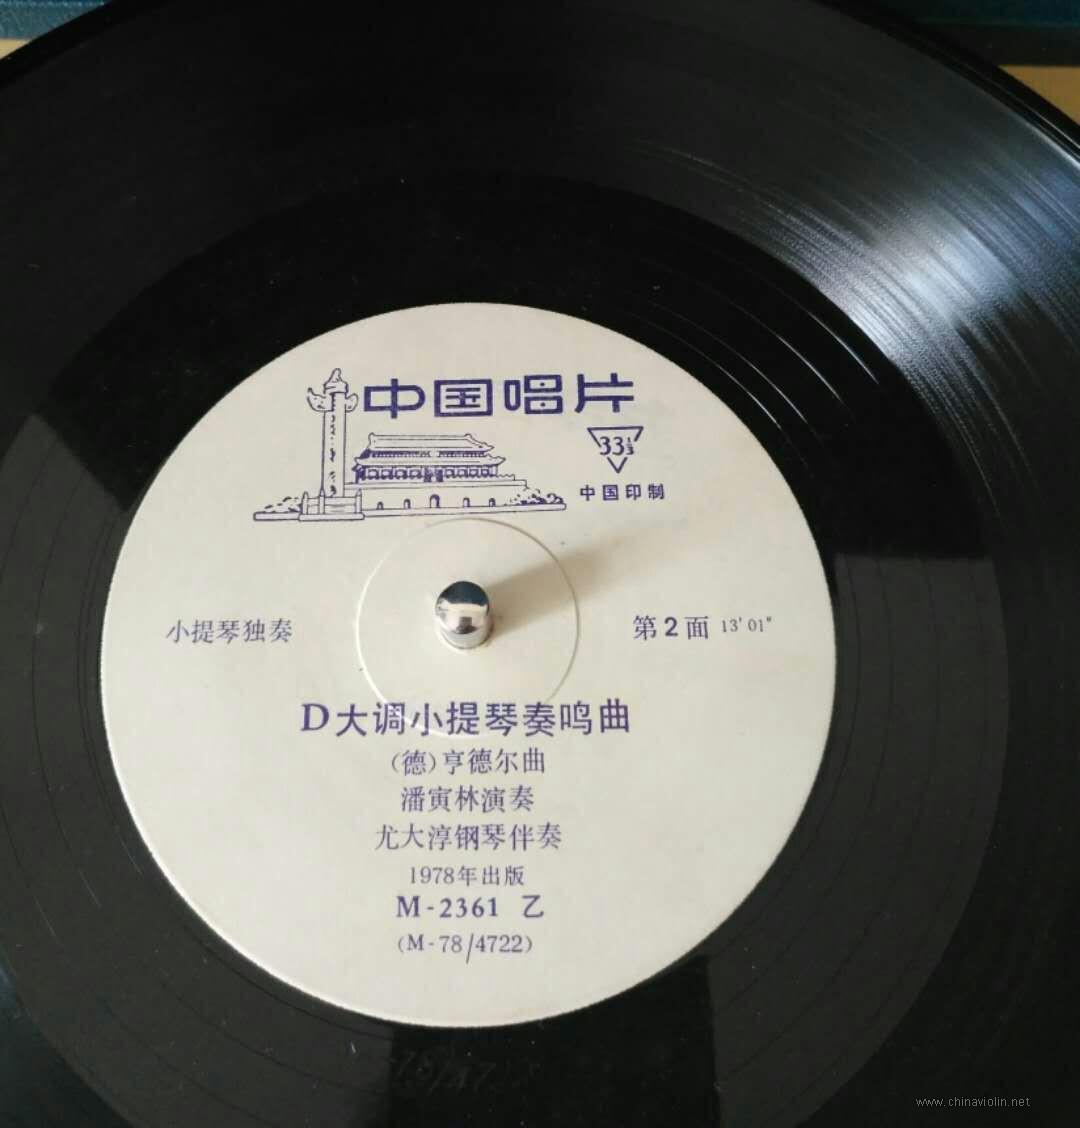 中国唱片
33⅓
中国印制
小提琴独奏
第2面 13′01″
D大调小提琴奏鸣曲
(德)亨德尔曲
潘寅林演奏
尤大淳钢琴伴奏
1978年出版
M-2361 乙
(M-78/4722)
www.chinaviolin.net